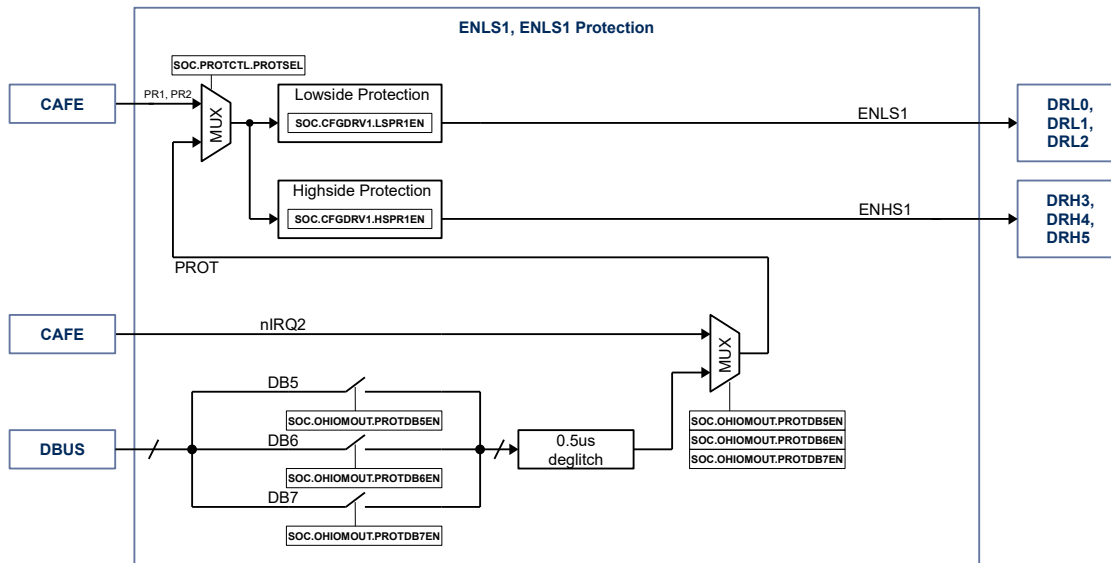 ENLS1, ENLS1 Protection
SOC.PROTCTL.PROTSEL
CAFE
PR1, PR2
MUX
Lowside Protection
SOC.CFGDRV1.LSPR1EN
ENLS1
DRL0,
DRL1,
DRL2
Highside Protection
SOC.CFGDRV1.HSPR1EN
ENHS1
DRH3,
DRH4,
DRH5
PROT
CAFE
nIRQ2
MUX
DB5
SOC.OHIOMOUT.PROTDB5EN
SOC.OHIOMOUT.PROTDB5EN
SOC.OHIOMOUT.PROTDB6EN
SOC.OHIOMOUT.PROTDB7EN
DBUS
DB6
SOC.OHIOMOUT.PROTDB6EN
0.5us
deglitch
DB7
SOC.OHIOMOUT.PROTDB7EN